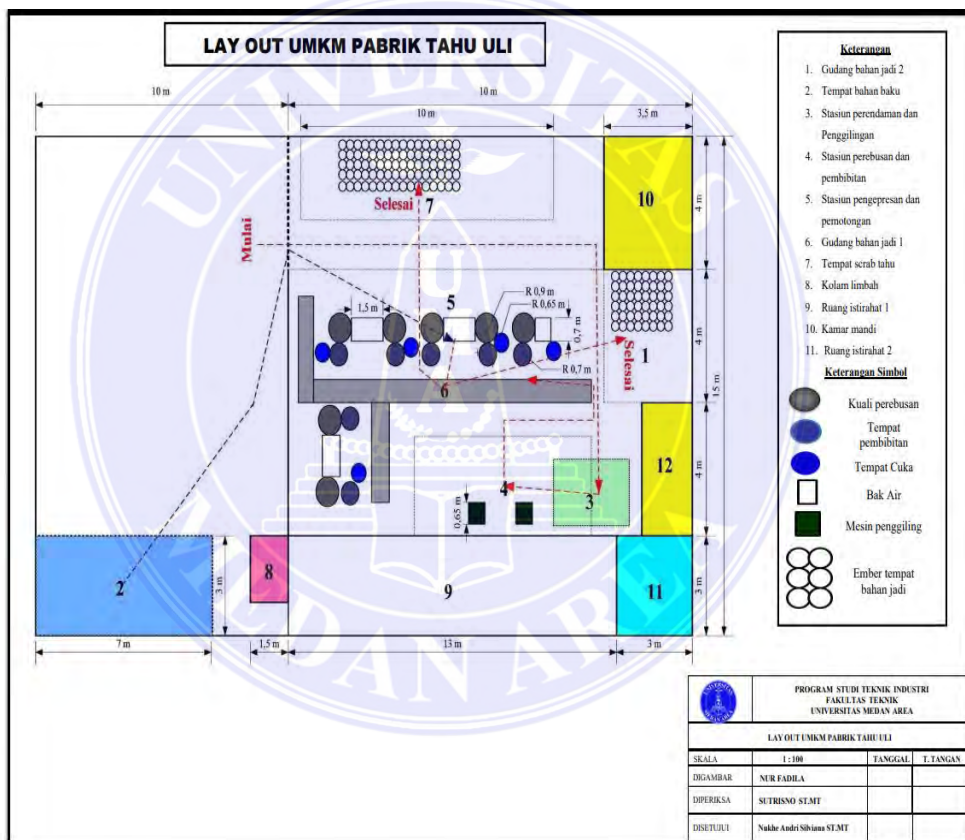 LAY OUT UMKM PABRIK TAHU ULI
10 m
10 m
10 m
3,5 m
Selesai
7
10
4 m
Mulai
5
R 0,9 m
R 0,65 m
1,5 m
0,7 m
R 0,7 m
1
4 m
Selesai
6
15 m
12
4 m
4
3
0,65 m
2
3 m
8
9
11
3 m
7 m
1,5 m
13 m
3 m
Keterangan
1. Gudang bahan jadi 2
2. Tempat bahan baku
3. Stasiun perendaman dan
Penggilingan
4. Stasiun perebusan dan
pembibitan
5. Stasiun pengepresan dan
pemotongan
6. Gudang bahan jadi 1
7. Tempat scrab tahu
8. Kolam limbah
9. Ruang istirahat 1
10. Kamar mandi
11. Ruang istirahat 2
Keterangan Simbol
Kuali perebusan
Tempat
pembibitan
Tempat Cuka
Bak Air
Mesin penggiling
Ember tempat
bahan jadi
PROGRAM STUDI TEKNIK INDUSTRI
FAKULTAS TEKNIK
UNIVERSITAS MEDAN AREA
LAY OUT UMKM PABRIK TAHU ULI
SKALA 1 : 100 TANGGAL T. TANGAN
DIGAMBAR NUR FADILA
DIPERIKSA SUTRISNO ST.MT
DISETUJUI Nukhe Andri Silviana ST.MT
UNIVERSITAS
MEDAN AREA